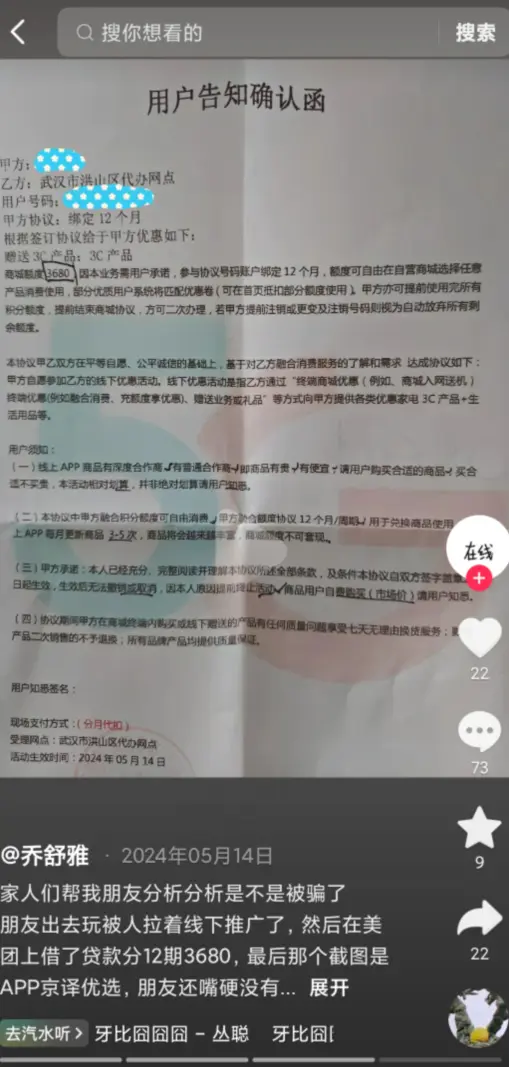 搜你想看的
搜索
用户告知确认函
甲方：
乙方：武汉市洪山区代办网点
用户号码：
甲方协议：绑定 12 个月
根据签订协议给于甲方优惠如下：
赠送 3C 产品：3C 产品
商城额度 3680 因本业务需用户承诺，参与协议号码账户绑定 12 个月，额度可自由在自营商城选择任意
产品消费使用，部分优质用户系统将匹配优惠卷（可在首页抵扣部分额度使用）。甲方亦可提前使用完所有
积分额度，提前结束商城协议，方可二次办理，若甲方提前注销或更变及注销号码则视为自动放弃所有剩
余额度。
本协议甲乙双方在平等自愿、公平诚信的基础上，基于对乙方融合消费服务的了解和需求 达成协议如下：
甲方自愿参加乙方的线下优惠活动。线下优惠活动是指乙方通过“终端商城优惠（例如、商城入网送机）
终端优惠(例如融合消费、充额度享优惠)、赠送业务或礼品”等方式向甲方提供各类优惠家电 3C 产品+生
活用品等。
用户须知：
（一）线上 APP 商品有深度合作商，有普通合作商，即商品有贵，有便宜，请用户购买合适的商品，买合
适不买贵，本活动相对划算，并非绝对划算请用户知悉。
（二）本协议中甲方融合积分额度可自由消费，甲方融合额度协议 12 个月/周期，用于兑换商品使用
上 APP 每月更新商品 3-5 次，商品将会越来越丰富，商城额度不可套现。
（三）甲方承诺：本人已经充分、完整阅读并理解本协议所述全部条款，及条件本协议自双方签字盖章
日起生效，生效后无法撤销或取消，因本人原因提前终止活动，商品用户自费购买（市场价）请用户知悉。
（四）协议期间甲方在商城终端内购买或线下赠送的产品有任何质量问题享受七天无理由换货服务；
产品二次销售的不予退换；所有品牌产品均提供质量保证。
用户知悉签名：
现场支付方式：（分月代扣）
受理网点：武汉市洪山区代办网点
活动生效时间：2024 年 05 月 14 日
在线
22
73
9
22
@乔舒雅 · 2024年05月14日
家人们帮我朋友分析分析是不是被骗了
朋友出去玩被人拉着线下推广了，然后在美
团上借了贷款分12期3680，最后那个截图是
APP京译优选，朋友还嘴硬没有... 展开
去汽水听 > 牙比囧囧囧 - 丛聪 牙比囧